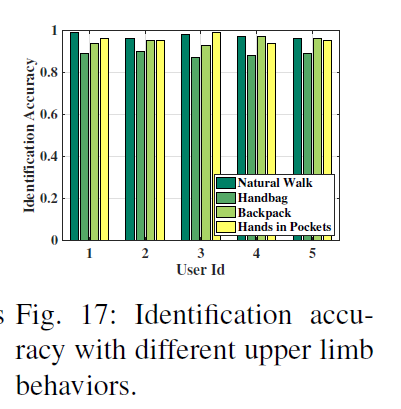 Identification Accuracy
1
0.8
0.6
0.4
0.2
0
Natural Walk
Handbag
Backpack
Hands in Pockets
1 2 3 4 5
User Id
s Fig. 17: Identification accu-
racy with different upper limb
behaviors.